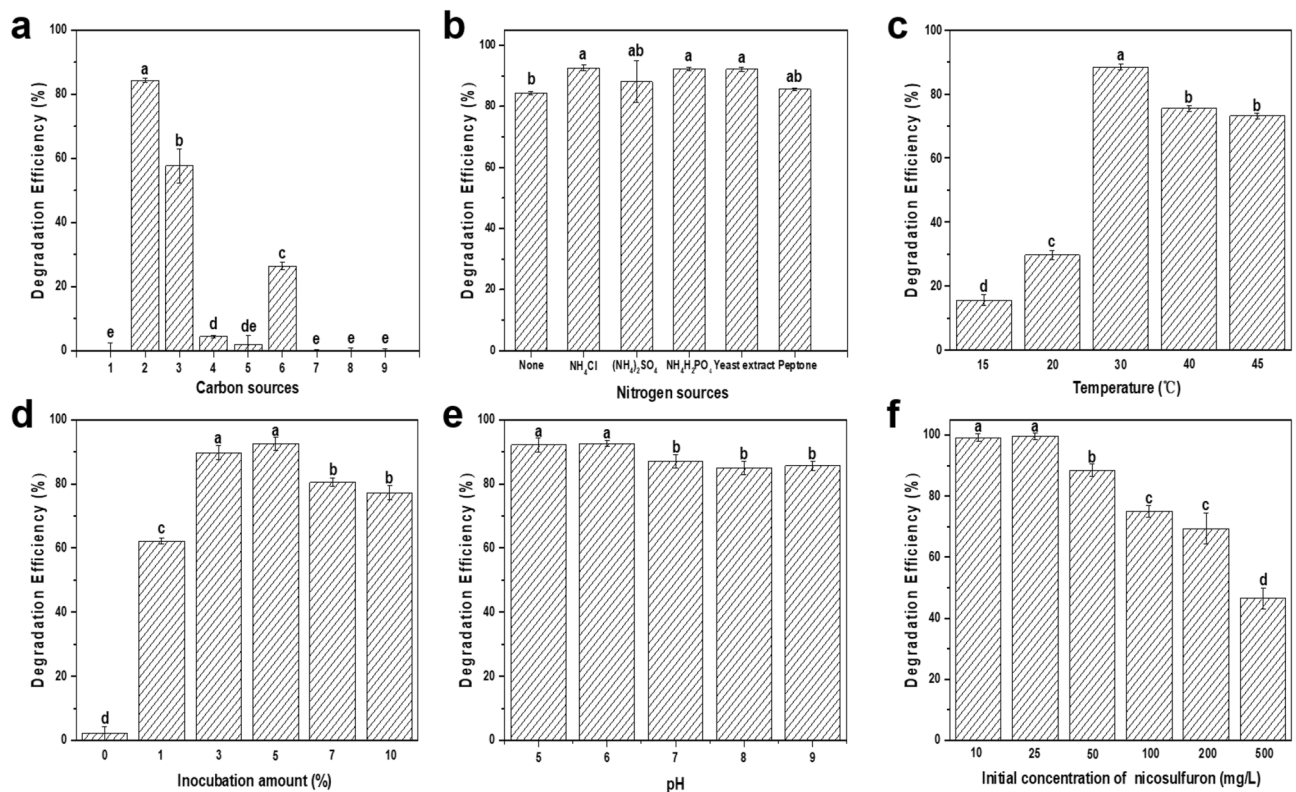 a
Degradation Efficiency (%)
100
80
60
40
20
0
e
a
b
d
de
c
e
e
e
1 2 3 4 5 6 7 8 9
Carbon sources
b
Degradation Efficiency (%)
100
80
60
40
20
0
b
a
ab
a
a
ab
None NH₄Cl (NH₄)₂SO₄ NH₄H₂PO₄ Yeast extract Peptone
Nitrogen sources
c
Degradation Efficiency (%)
100
80
60
40
20
0
d
c
a
b
b
15 20 30 40 45
Temperature (℃)
d
Degradation Efficiency (%)
100
80
60
40
20
0
d
c
a
a
b
b
0 1 3 5 7 10
Inocubation amount (%)
e
Degradation Efficiency (%)
100
80
60
40
20
0
a
a
b
b
b
5 6 7 8 9
pH
f
Degradation Efficiency (%)
100
80
60
40
20
0
a
a
b
c
c
d
10 25 50 100 200 500
Initial concentration of nicosulfuron (mg/L)